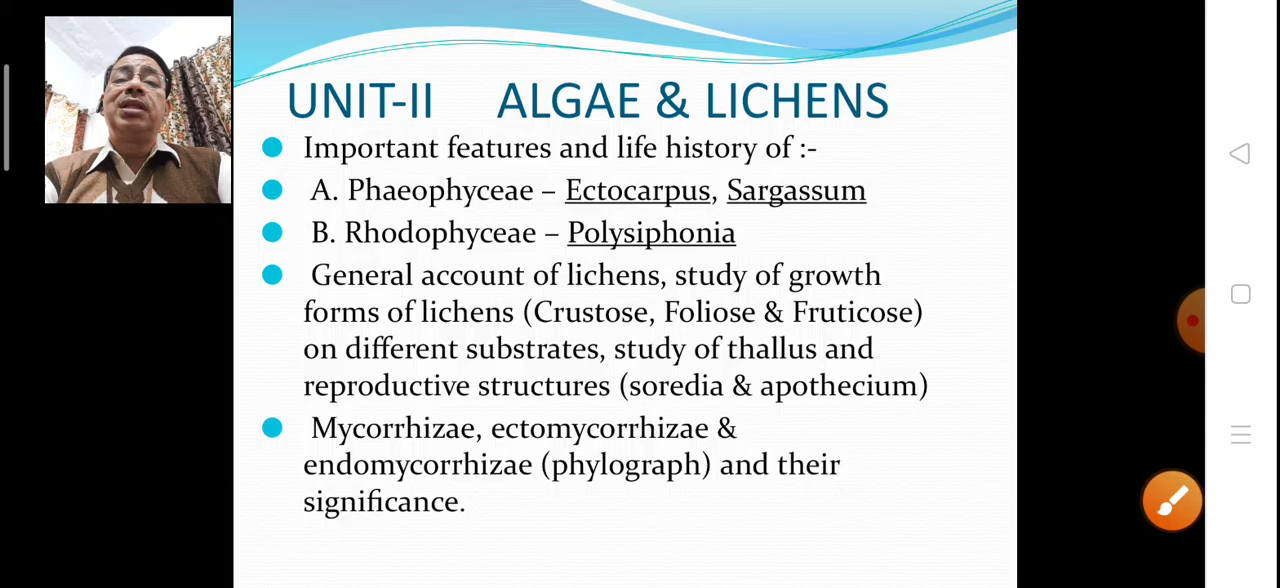 UNIT-II ALGAE & LICHENS
Important features and life history of :-
A. Phaeophyceae – Ectocarpus, Sargassum
B. Rhodophyceae – Polysiphonia
General account of lichens, study of growth
forms of lichens (Crustose, Foliose & Fruticose)
on different substrates, study of thallus and
reproductive structures (soredia & apothecium)
Mycorrhizae, ectomycorrhizae &
endomycorrhizae (phylograph) and their
significance.